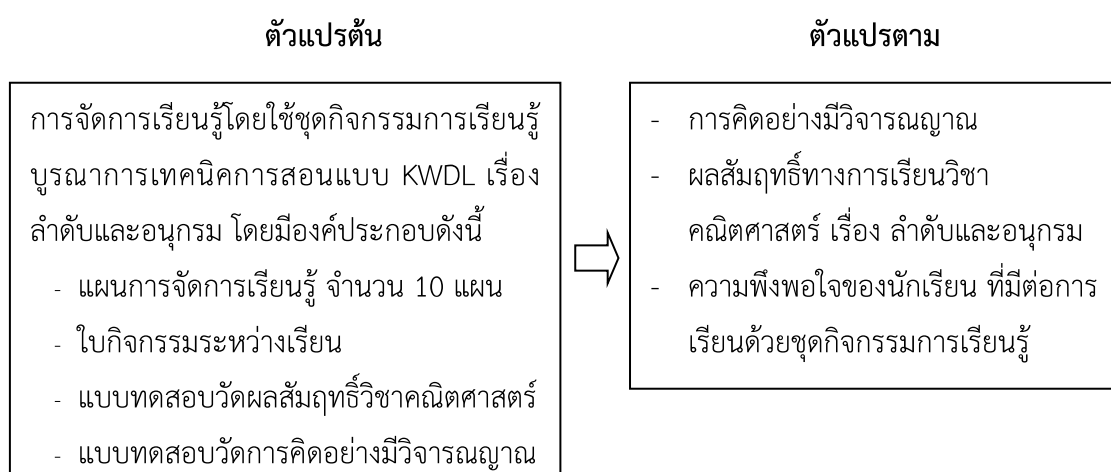 ตัวแปรต้น
การจัดการเรียนรู้โดยใช้ชุดกิจกรรมการเรียนรู้
บูรณาการเทคนิคการสอนแบบ KWDL เรื่อง
ลำดับและอนุกรม โดยมีองค์ประกอบดังนี้
- แผนการจัดการเรียนรู้ จำนวน 10 แผน
- ใบกิจกรรมระหว่างเรียน
- แบบทดสอบวัดผลสัมฤทธิ์วิชาคณิตศาสตร์
- แบบทดสอบวัดการคิดอย่างมีวิจารณญาณ
ตัวแปรตาม
- การคิดอย่างมีวิจารณญาณ
- ผลสัมฤทธิ์ทางการเรียนวิชา
คณิตศาสตร์ เรื่อง ลำดับและอนุกรม
- ความพึงพอใจของนักเรียน ที่มีต่อการ
เรียนด้วยชุดกิจกรรมการเรียนรู้